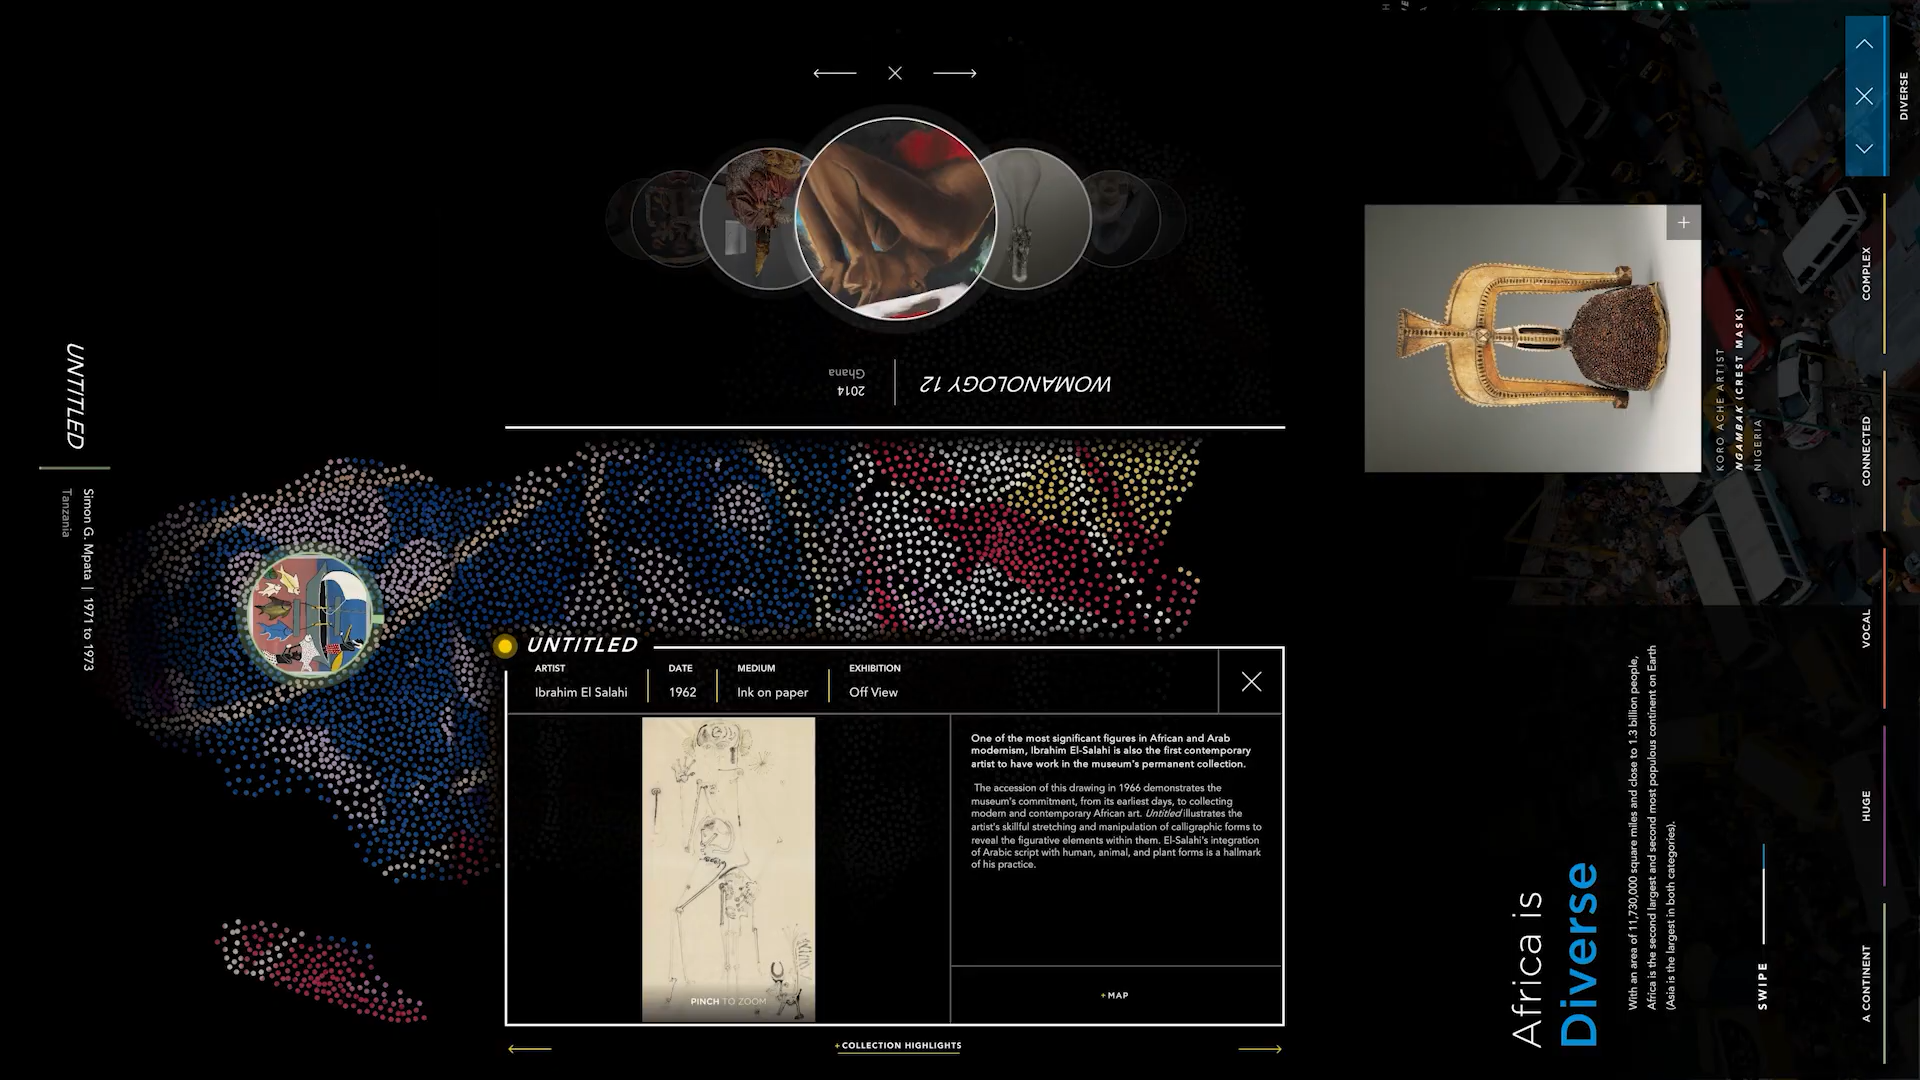 UNTITLED
Simon G. Mpata | 1971 to 1973
Tanzania
WOMANOLOGY 12
2014
Ghana
UNTITLED
ARTIST
Ibrahim El Salahi
DATE
1962
MEDIUM
Ink on paper
EXHIBITION
Off View
One of the most significant figures in African and Arab
modernism, Ibrahim El-Salahi is also the first contemporary
artist to have work in the museum's permanent collection.
The accession of this drawing in 1966 demonstrates the
museum's commitment, from its earliest days, to collecting
modern and contemporary African art. Untitled illustrates the
artist's skillful stretching and manipulation of calligraphic forms to
reveal the figurative elements within them. El-Salahi's integration
of Arabic script with human, animal, and plant forms is a hallmark
of his practice.
PINCH TO ZOOM
+ MAP
+ COLLECTION HIGHLIGHTS
KORO ACHE ARTIST
NGAMBAK (CREST MASK)
NIGERIA
Africa is
Diverse
With an area of 11,730,000 square miles and close to 1.3 billion people,
Africa is the second largest and second most populous continent on Earth
(Asia is the largest in both categories).
SWIPE
A CONTINENT
HUGE
VOCAL
CONNECTED
COMPLEX
DIVERSE